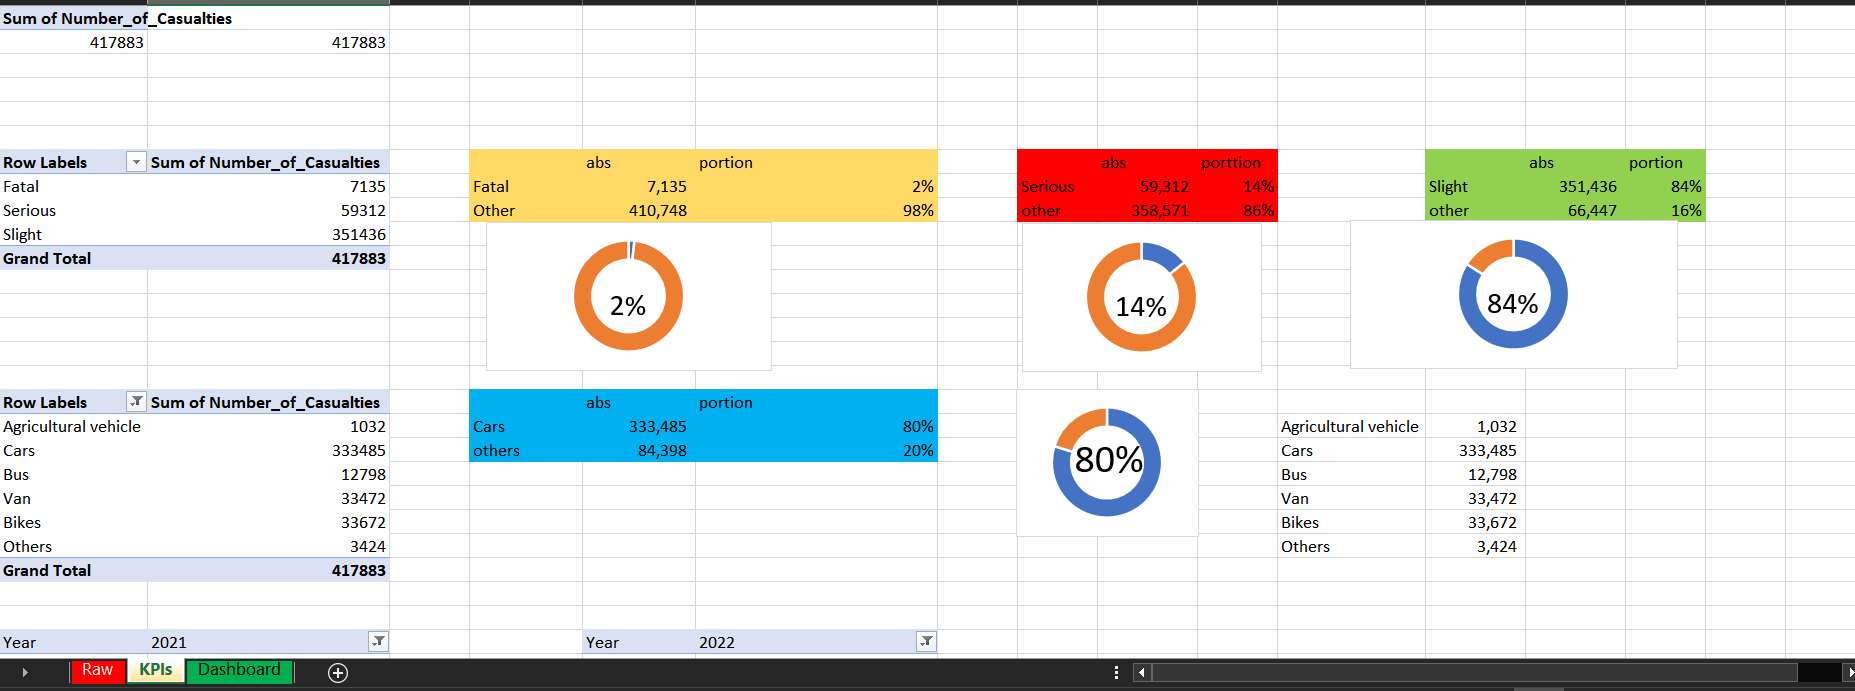 Sum of Number_of_Casualties
417883 417883
Row Labels Sum of Number_of_Casualties abs portion abs porttion abs portion
Fatal 7135 Fatal 7,135 2% Serious 59,312 14% Slight 351,436 84%
Serious 59312 Other 410,748 98% other 358,571 86% other 66,447 16%
Slight 351436
Grand Total 417883
2% 14% 84%
Row Labels Sum of Number_of_Casualties abs portion
Agricultural vehicle 1032 Cars 333,485 80% Agricultural vehicle 1,032
Cars 333485 others 84,398 20% 80% Cars 333,485
Bus 12798 Bus 12,798
Van 33472 Van 33,472
Bikes 33672 Bikes 33,672
Others 3424 Others 3,424
Grand Total 417883
Year 2021 Year 2022
Raw KPIs Dashboard